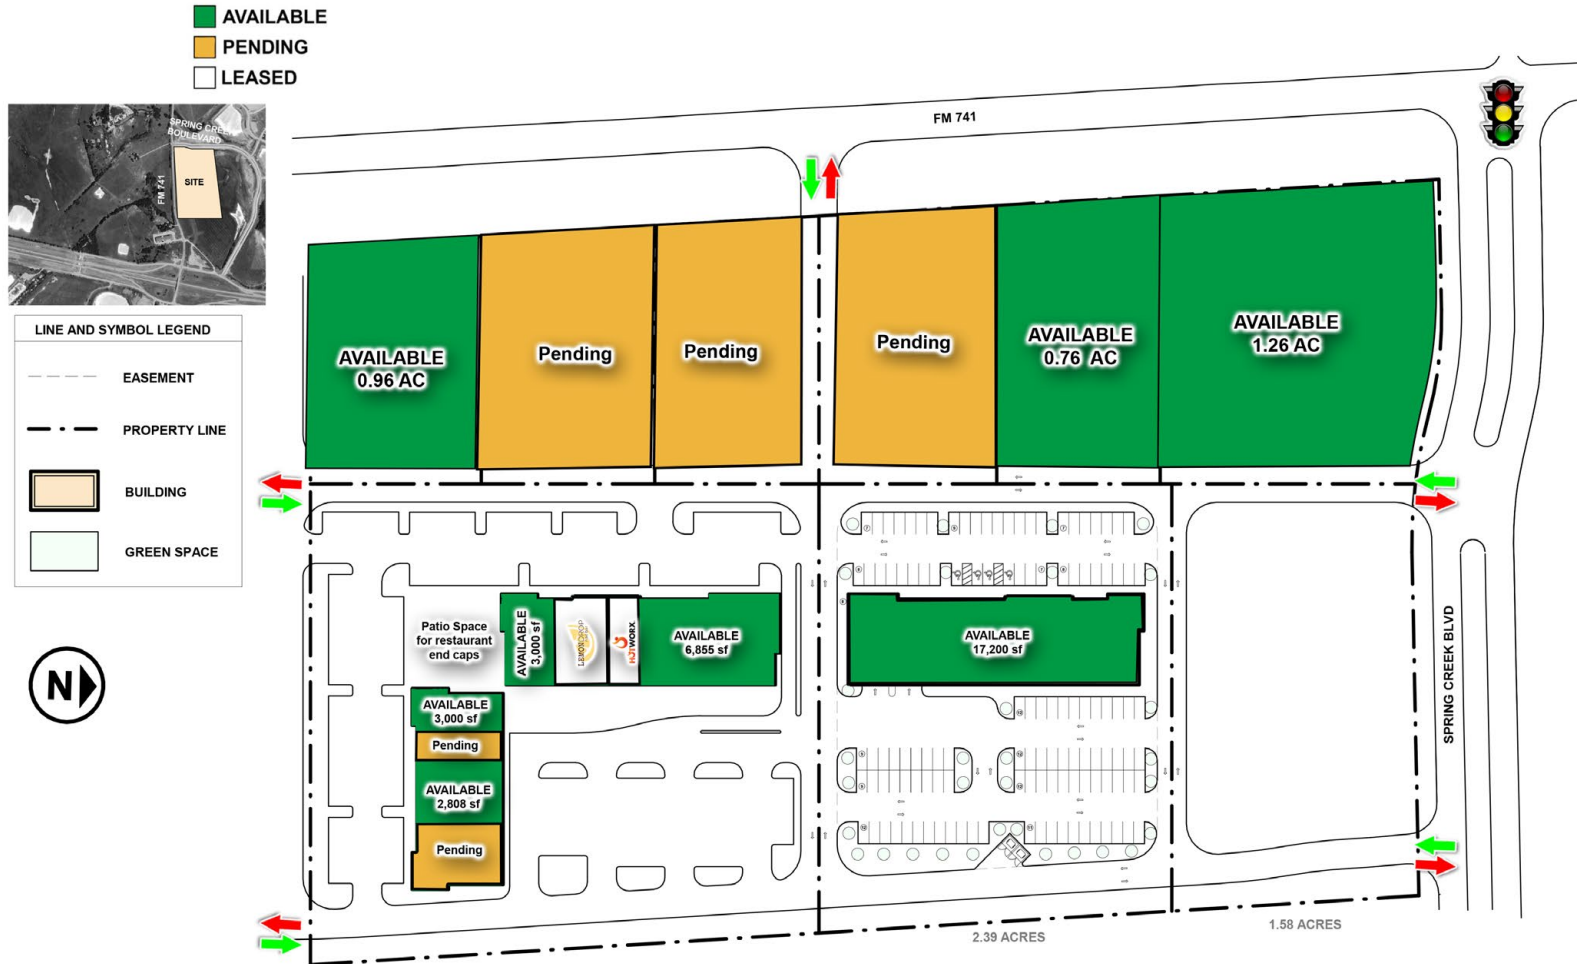 AVAILABLE
PENDING
LEASED
SPRING CREEK
BOULEVARD
FM 741
SITE
FM 741
LINE AND SYMBOL LEGEND
EASEMENT
PROPERTY LINE
BUILDING
GREEN SPACE
N
AVAILABLE
0.96 AC
Pending
Pending
Pending
AVAILABLE
0.76 AC
AVAILABLE
1.26 AC
Patio Space
for restaurant
end caps
AVAILABLE
3,000 sf
LEMONDROP
HOTWORX
AVAILABLE
6,855 sf
AVAILABLE
17,200 sf
AVAILABLE
3,000 sf
Pending
AVAILABLE
2,808 sf
Pending
SPRING CREEK BLVD
2.39 ACRES
1.58 ACRES